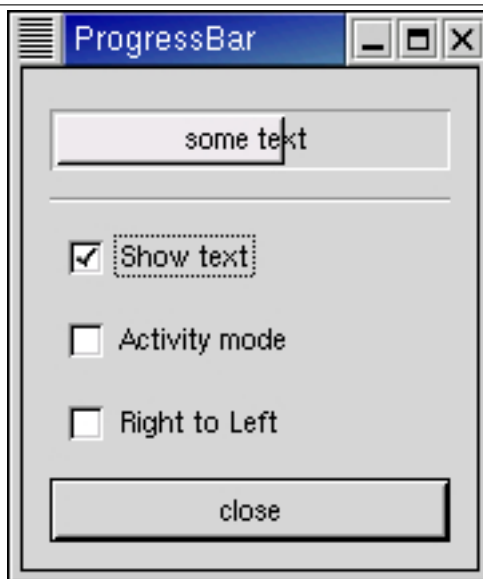 ProgressBar
some text
Show text
Activity mode
Right to Left
close